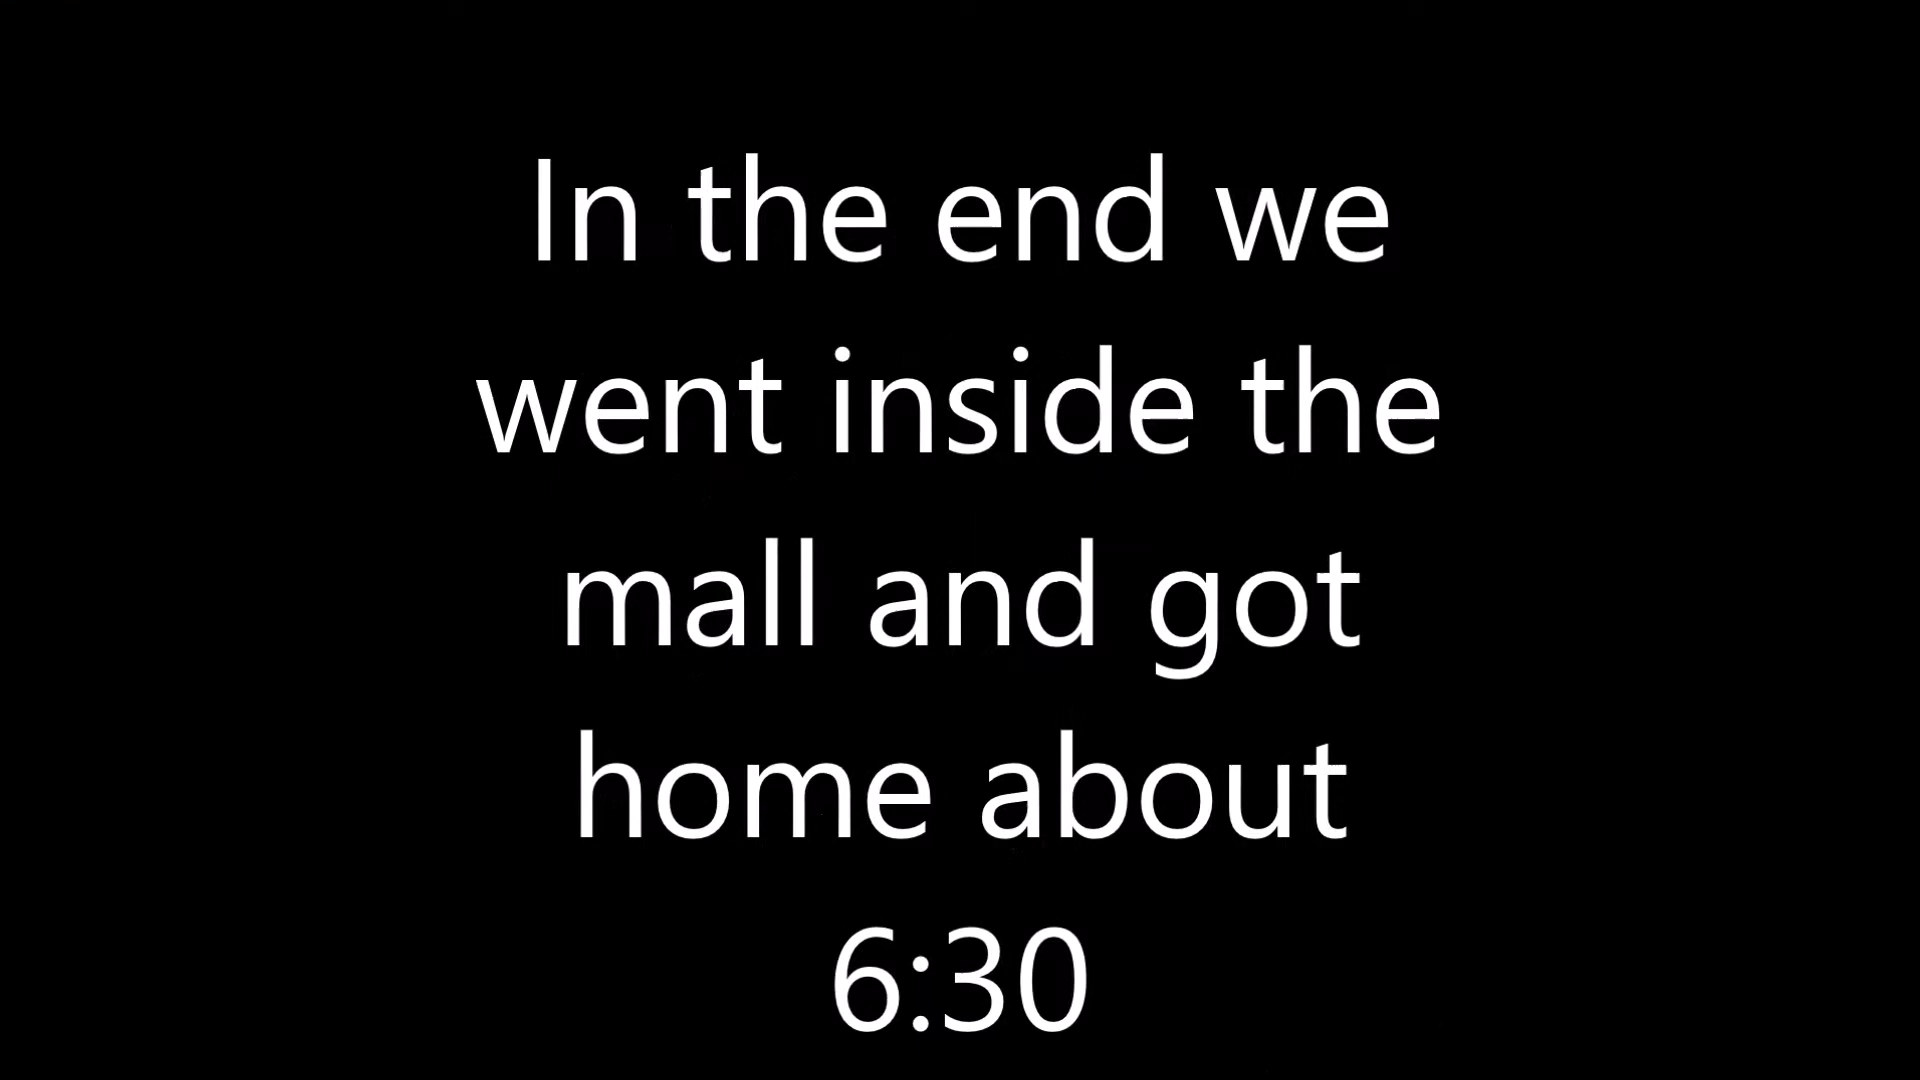 In the end we
went inside the
mall and got
home about
6:30